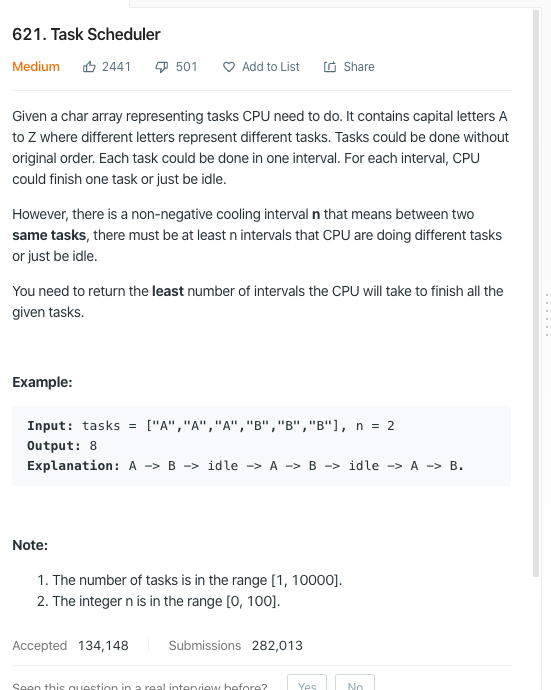 621. Task Scheduler
Medium 2441 501 Add to List Share
Given a char array representing tasks CPU need to do. It contains capital letters A
to Z where different letters represent different tasks. Tasks could be done without
original order. Each task could be done in one interval. For each interval, CPU
could finish one task or just be idle.
However, there is a non-negative cooling interval n that means between two
same tasks, there must be at least n intervals that CPU are doing different tasks
or just be idle.
You need to return the least number of intervals the CPU will take to finish all the
given tasks.
Example:
Input: tasks = ["A","A","A","B","B","B"], n = 2
Output: 8
Explanation: A -> B -> idle -> A -> B -> idle -> A -> B.
Note:
1. The number of tasks is in the range [1, 10000].
2. The integer n is in the range [0, 100].
Accepted 134,148 Submissions 282,013
Seen this question in a real interview before? Yes No